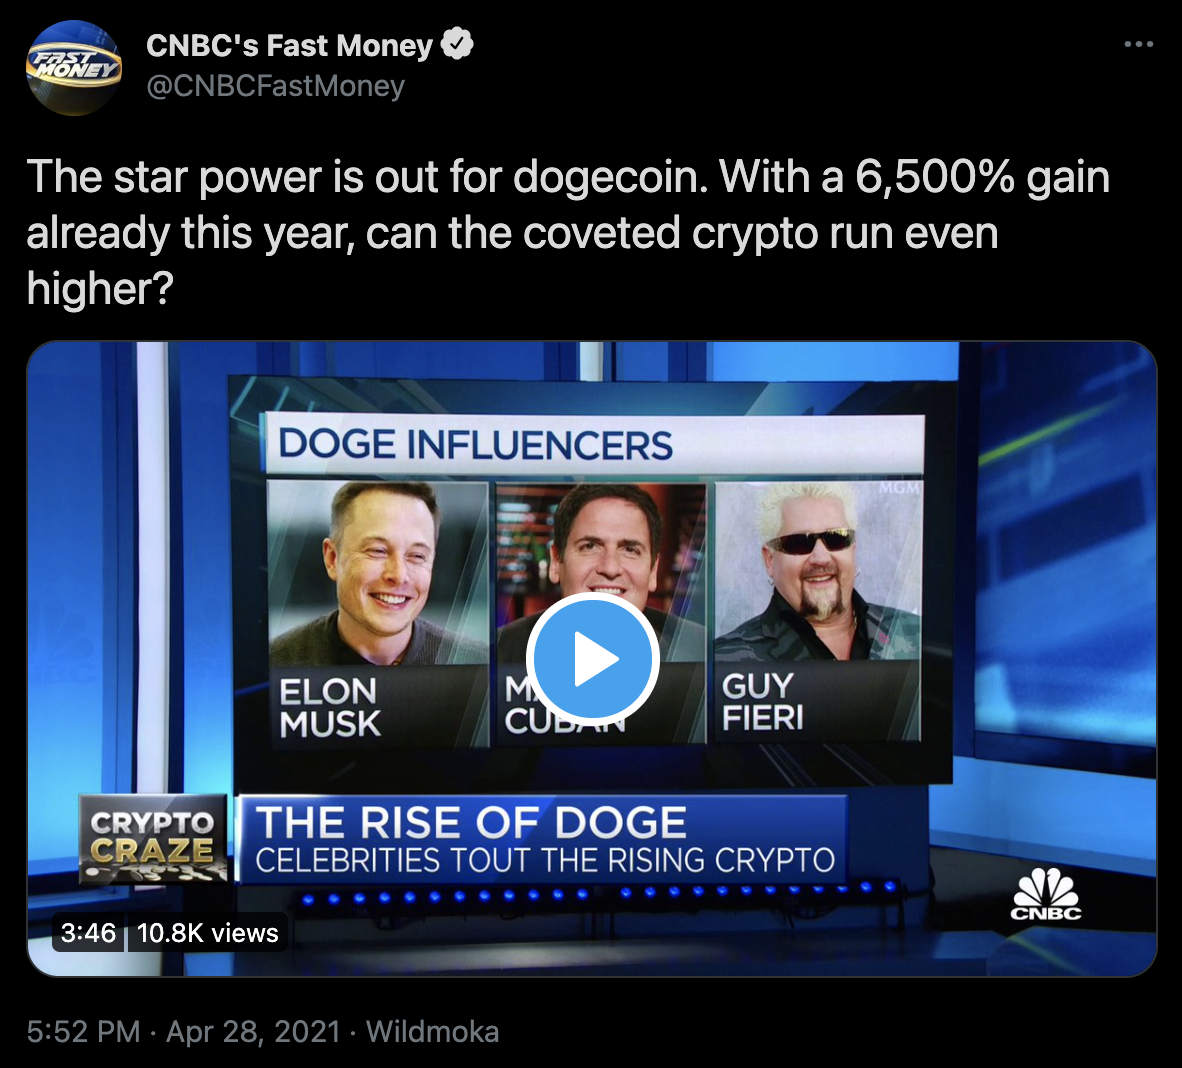 FAST
MONEY
CNBC's Fast Money
@CNBCFastMoney
The star power is out for dogecoin. With a 6,500% gain
already this year, can the coveted crypto run even
higher?
DOGE INFLUENCERS
MGM
ELON
MUSK
CUBAN
GUY
FIERI
CRYPTO
CRAZE
THE RISE OF DOGE
CELEBRITIES TOUT THE RISING CRYPTO
CNBC
3:46
10.8K views
5:52 PM · Apr 28, 2021 · Wildmoka